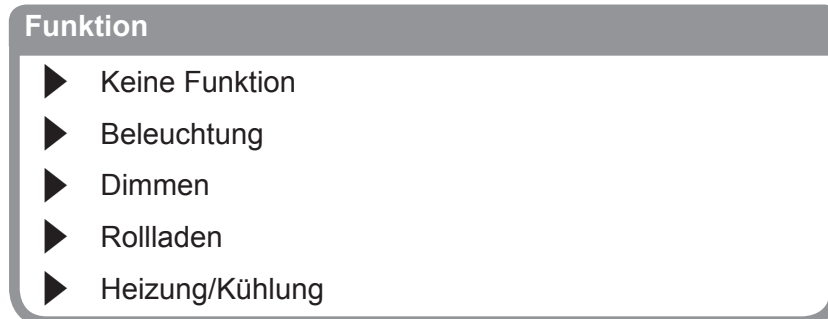 Funktion
Keine Funktion
Beleuchtung
Dimmen
Rollladen
Heizung/Kühlung